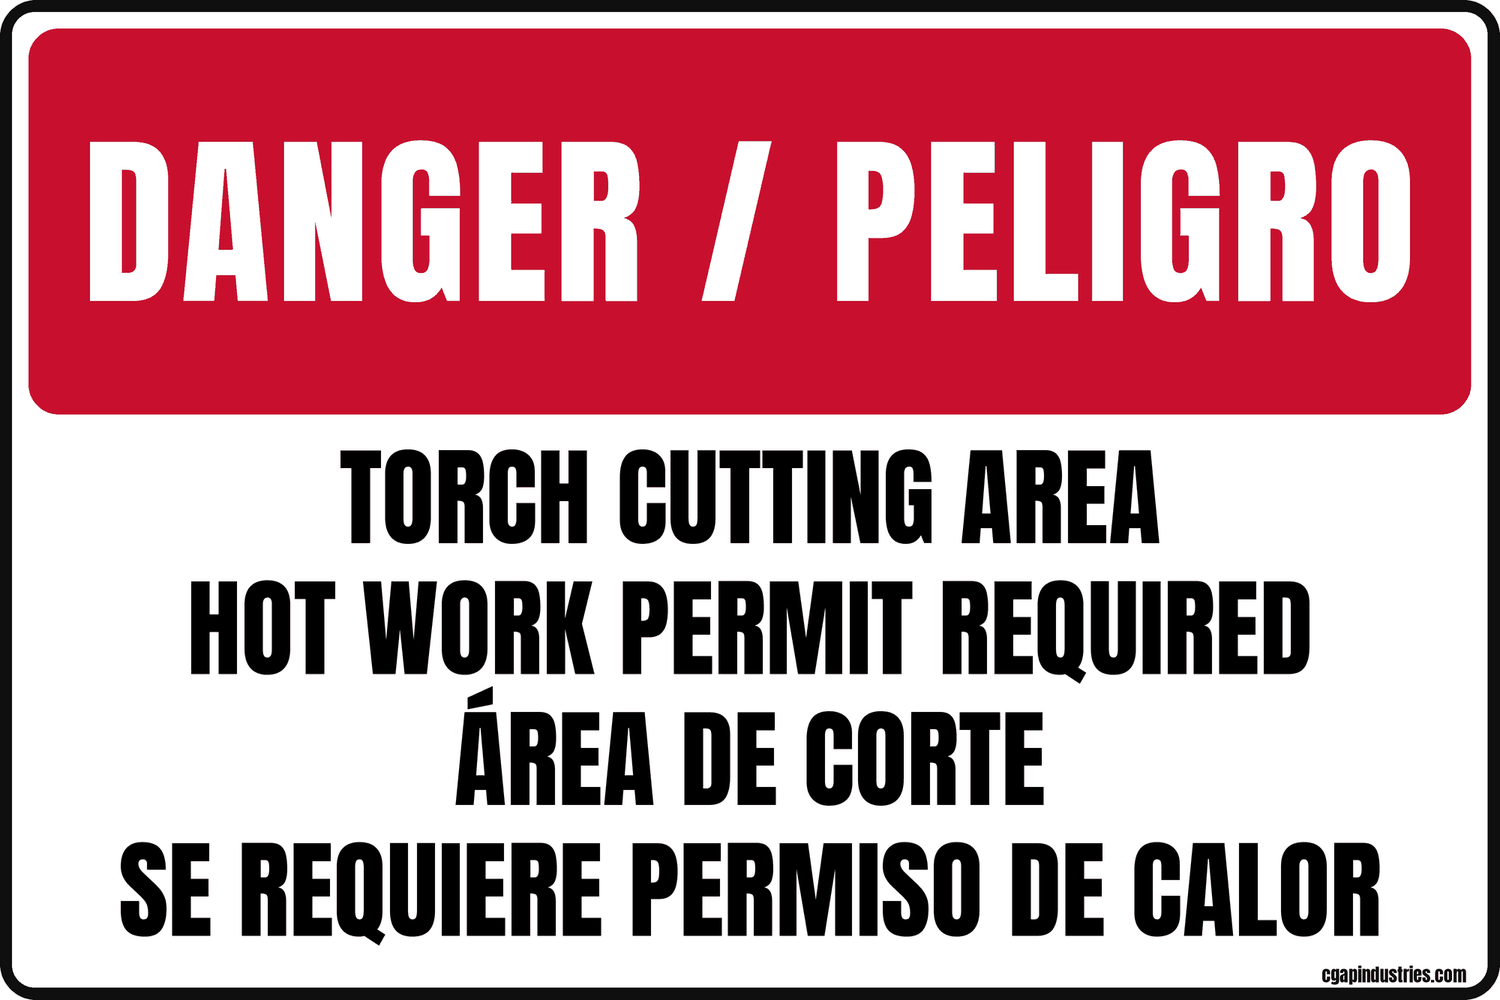 DANGER / PELIGRO
TORCH CUTTING AREA
HOT WORK PERMIT REQUIRED
ÁREA DE CORTE
SE REQUIERE PERMISO DE CALOR
cgapindustries.com